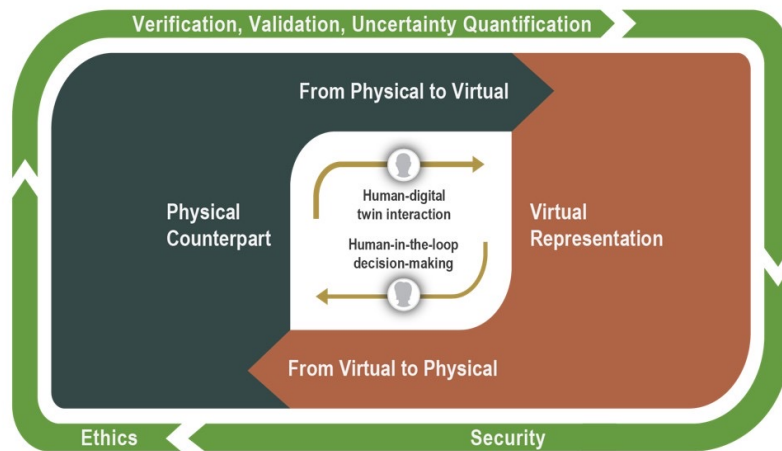 Verification, Validation, Uncertainty Quantification
From Physical to Virtual
Human-digital
twin interaction
Physical
Counterpart
Virtual
Representation
Human-in-the-loop
decision-making
From Virtual to Physical
Ethics
Security